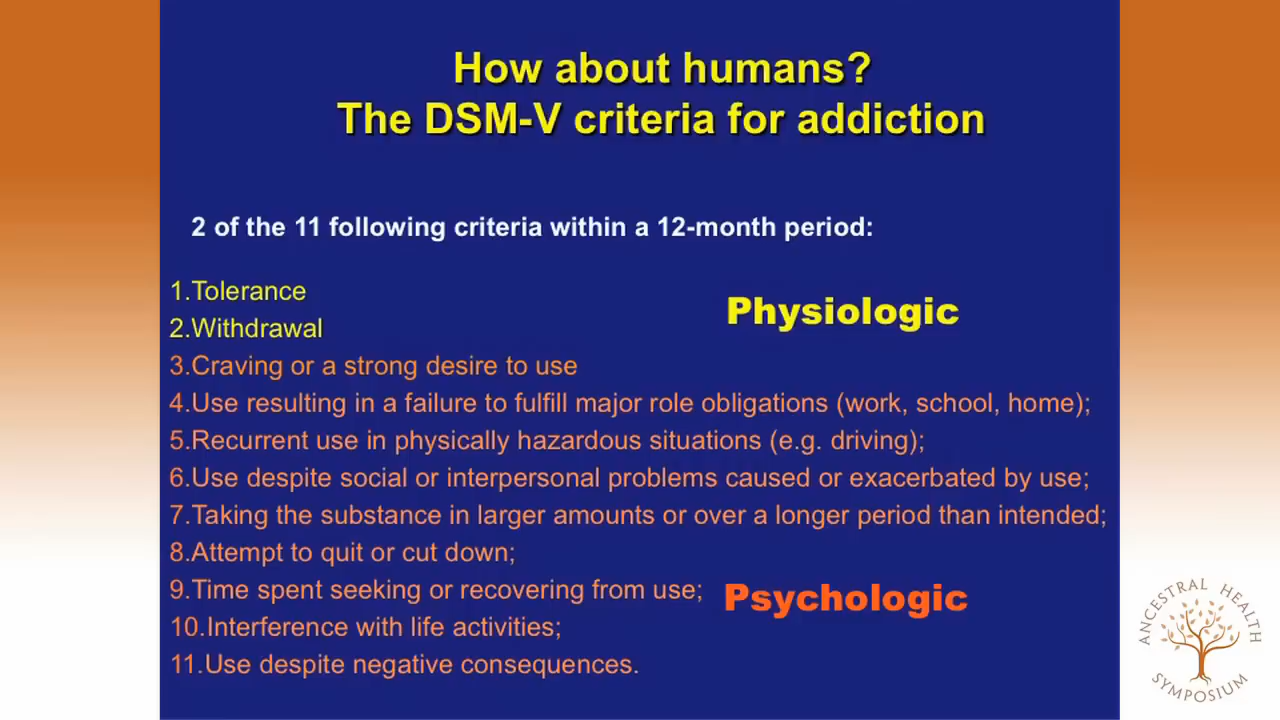 How about humans?
The DSM-V criteria for addiction
2 of the 11 following criteria within a 12-month period:
1.Tolerance
2.Withdrawal
Physiologic
3.Craving or a strong desire to use
4.Use resulting in a failure to fulfill major role obligations (work, school, home);
5.Recurrent use in physically hazardous situations (e.g. driving);
6.Use despite social or interpersonal problems caused or exacerbated by use;
7.Taking the substance in larger amounts or over a longer period than intended;
8.Attempt to quit or cut down;
9.Time spent seeking or recovering from use;
Psychologic
10.Interference with life activities;
11.Use despite negative consequences.
ANCESTRAL HEALTH
SYMPOSIUM